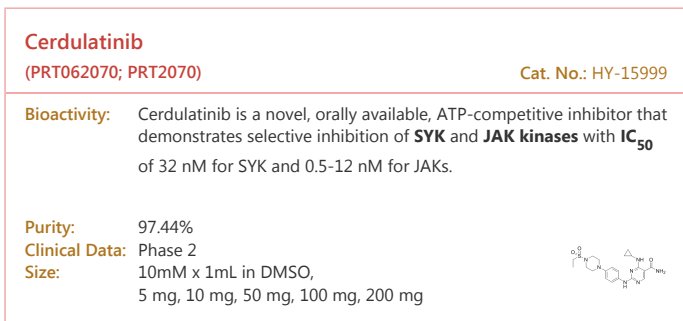 Cerdulatinib
(PRT062070; PRT2070) Cat. No.: HY-15999
Bioactivity: Cerdulatinib is a novel, orally available, ATP-competitive inhibitor that
demonstrates selective inhibition of SYK and JAK kinases with IC50
of 32 nM for SYK and 0.5-12 nM for JAKs.
Purity: 97.44%
Clinical Data: Phase 2
Size: 10mM x 1mL in DMSO,
5 mg, 10 mg, 50 mg, 100 mg, 200 mg
O
O
S
N
N
N
H
N
N
NH
O
NH2